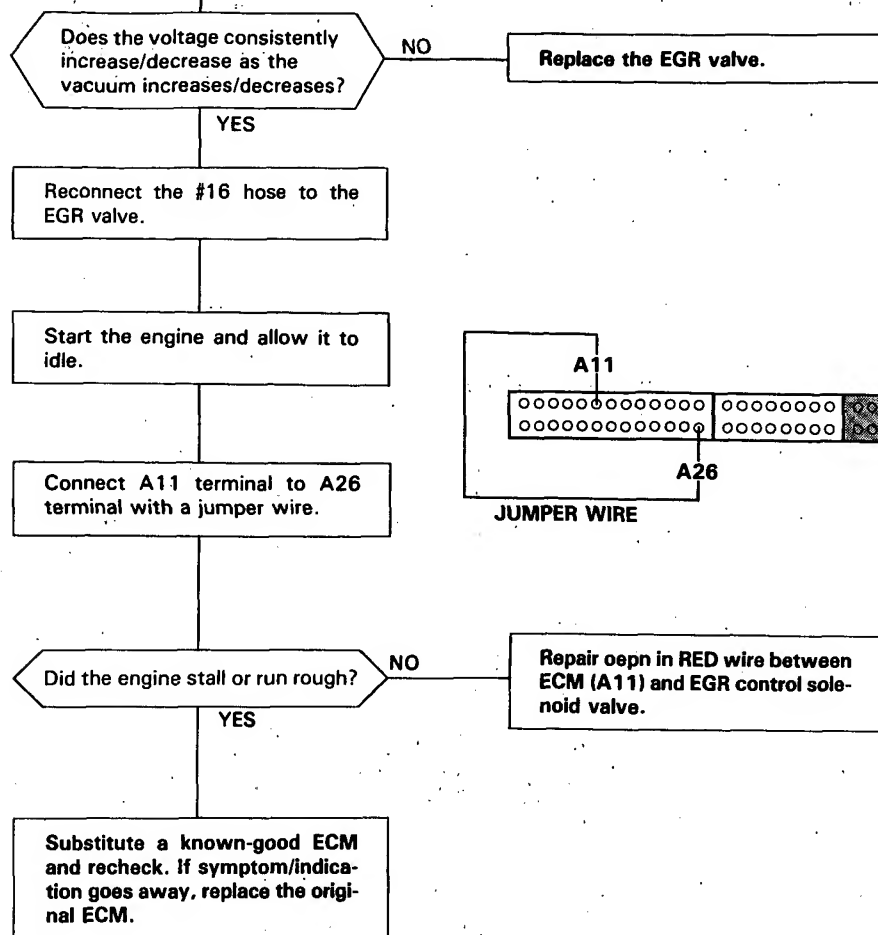 Does the voltage consistently
increase/decrease as the
vacuum increases/decreases?
NO
Replace the EGR valve.
YES
Reconnect the #16 hose to the
EGR valve.
Start the engine and allow it to
idle.
A11
Connect A11 terminal to A26
terminal with a jumper wire.
A26
JUMPER WIRE
Did the engine stall or run rough?
NO
Repair oepn in RED wire between
ECM (A11) and EGR control sole-
noid valve.
YES
Substitute a known-good ECM
and recheck. If symptom/indica-
tion goes away, replace the origi-
nal ECM.